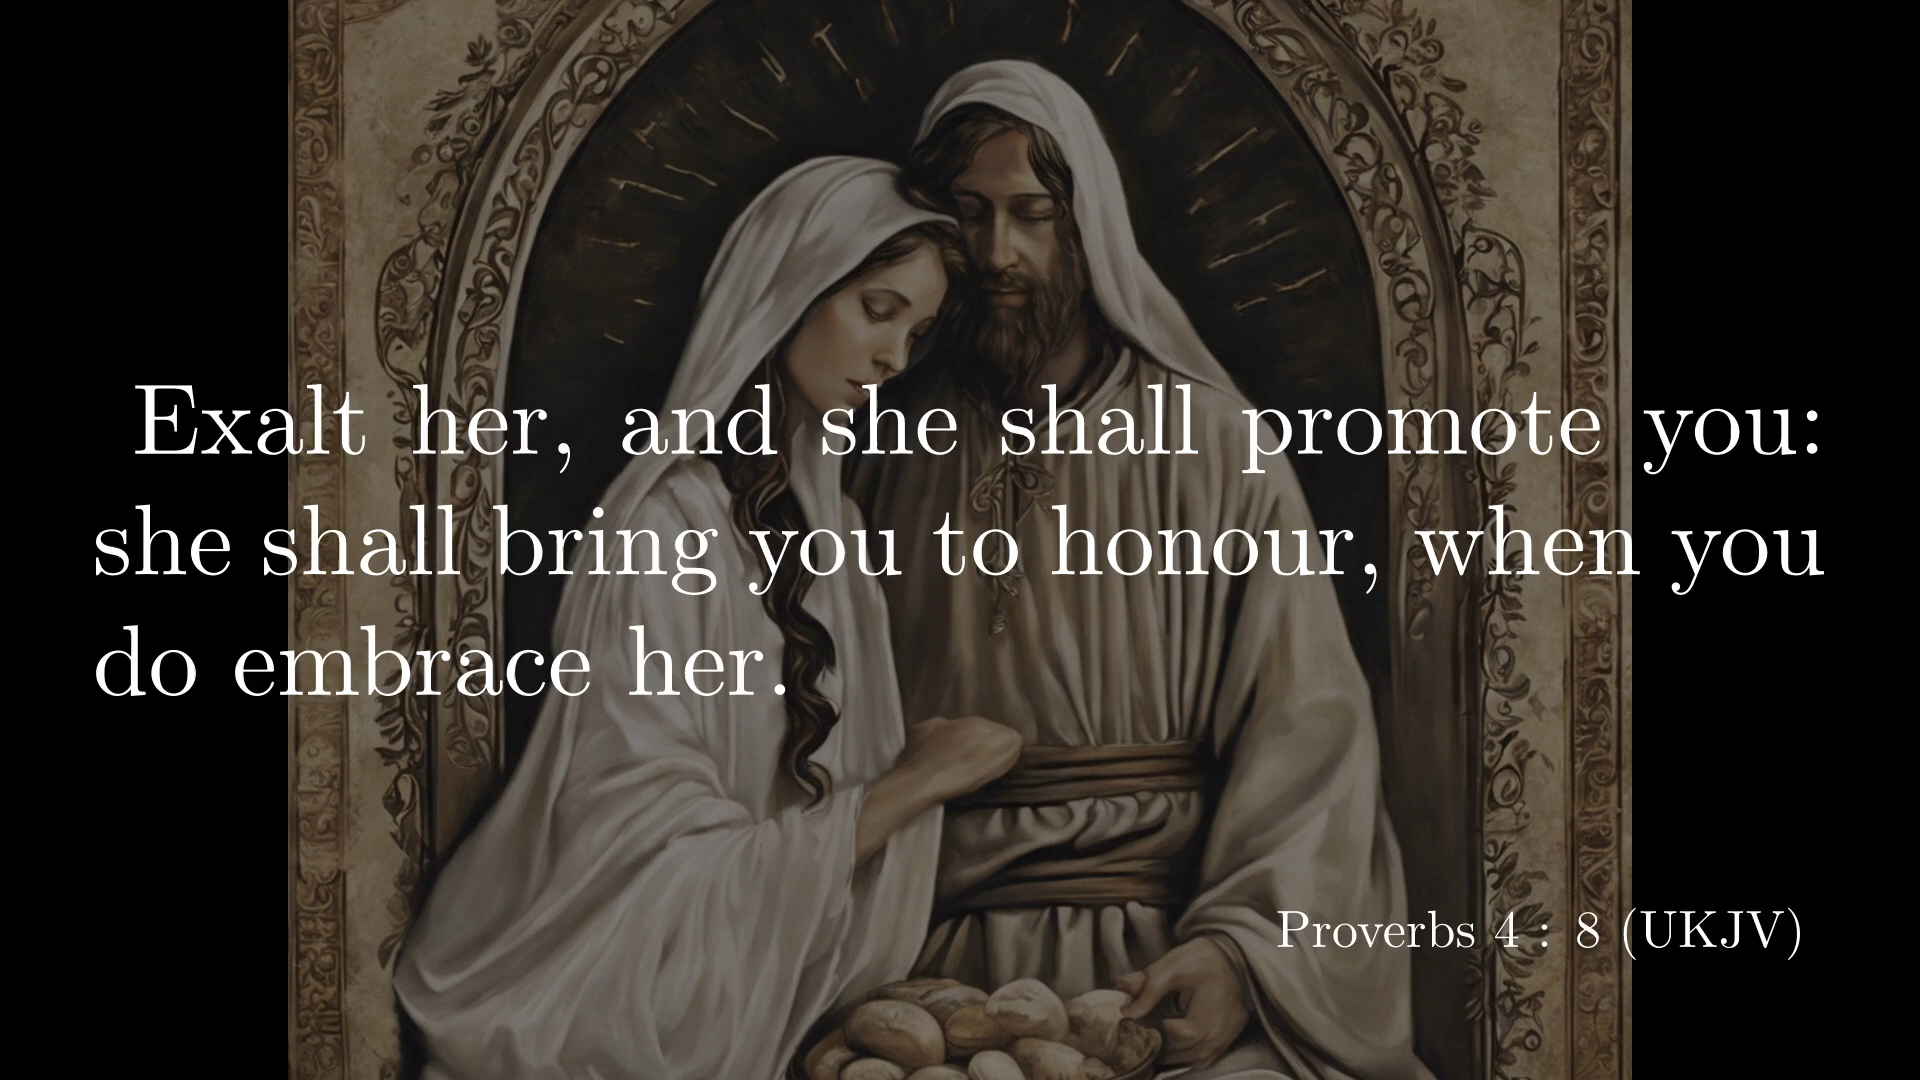 Exalt her, and she shall promote you:
she shall bring you to honour, when you
do embrace her.
Proverbs 4 : 8 (UKJV)